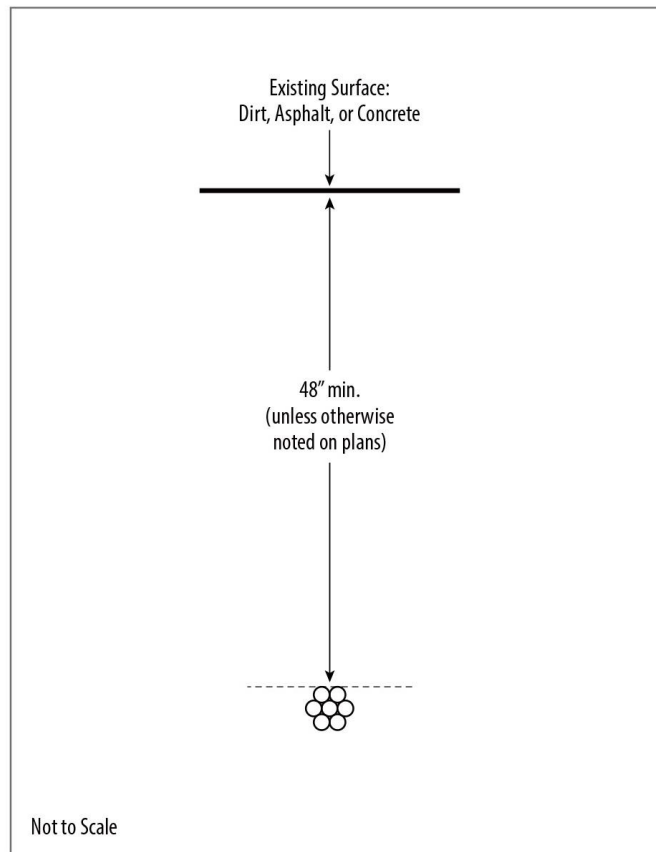 Existing Surface:
Dirt, Asphalt, or Concrete
48” min.
(unless otherwise
noted on plans)
Not to Scale